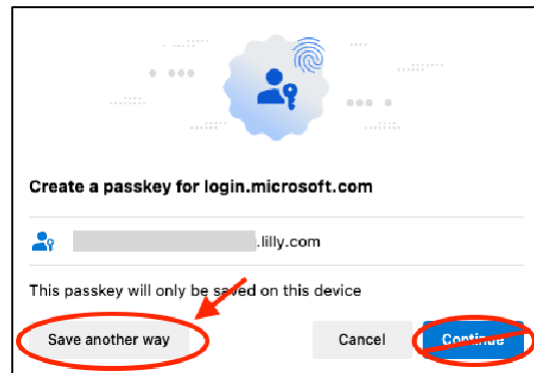 Create a passkey for login.microsoft.com
.lilly.com
This passkey will only be saved on this device
Save another way Cancel Continue